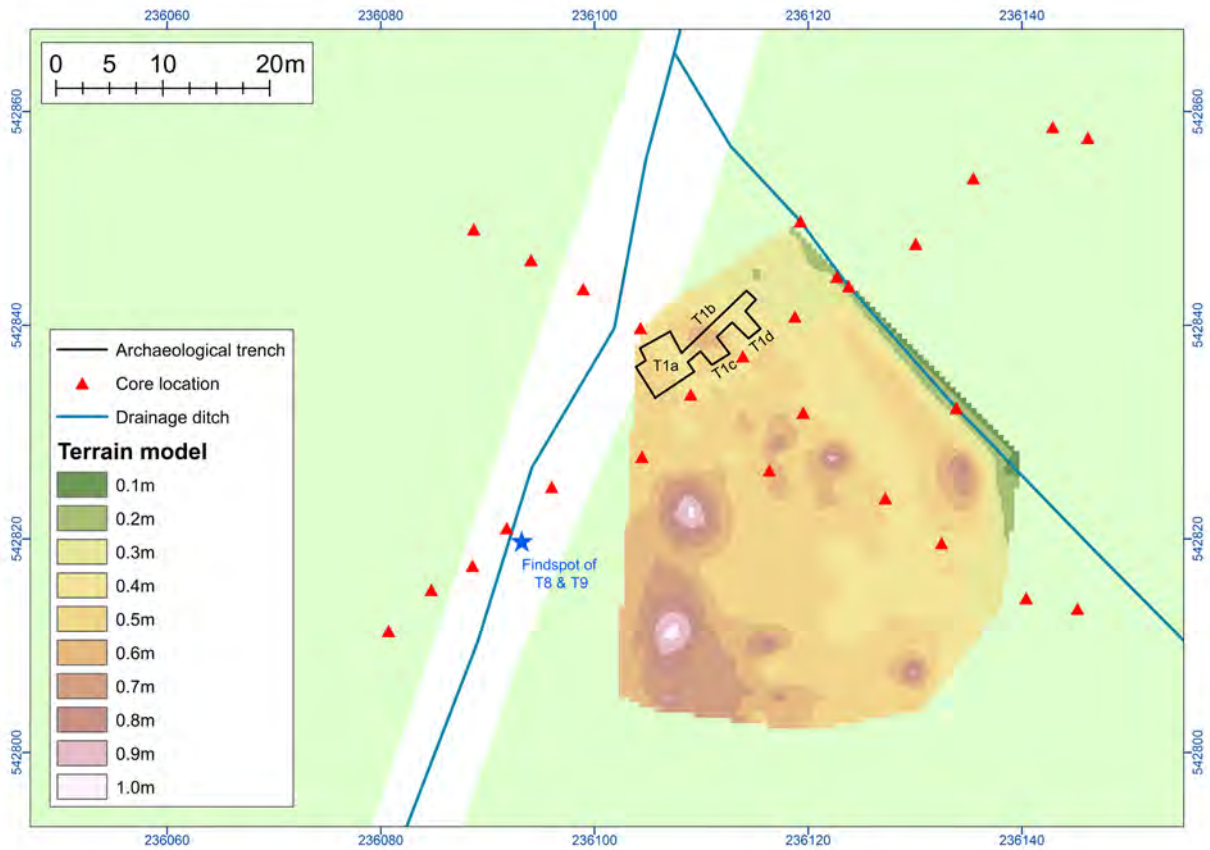 236060 236080 236100 236120 236140
0 5 10 20m
542860 542860
542840 542840
T1b
T1a T1c T1d
Archaeological trench
Core location
Drainage ditch
Terrain model
0.1m
0.2m
0.3m
0.4m
0.5m
0.6m
0.7m
0.8m
0.9m
1.0m
Findspot of
T8 & T9
542820 542820
542800 542800
236060 236080 236100 236120 236140